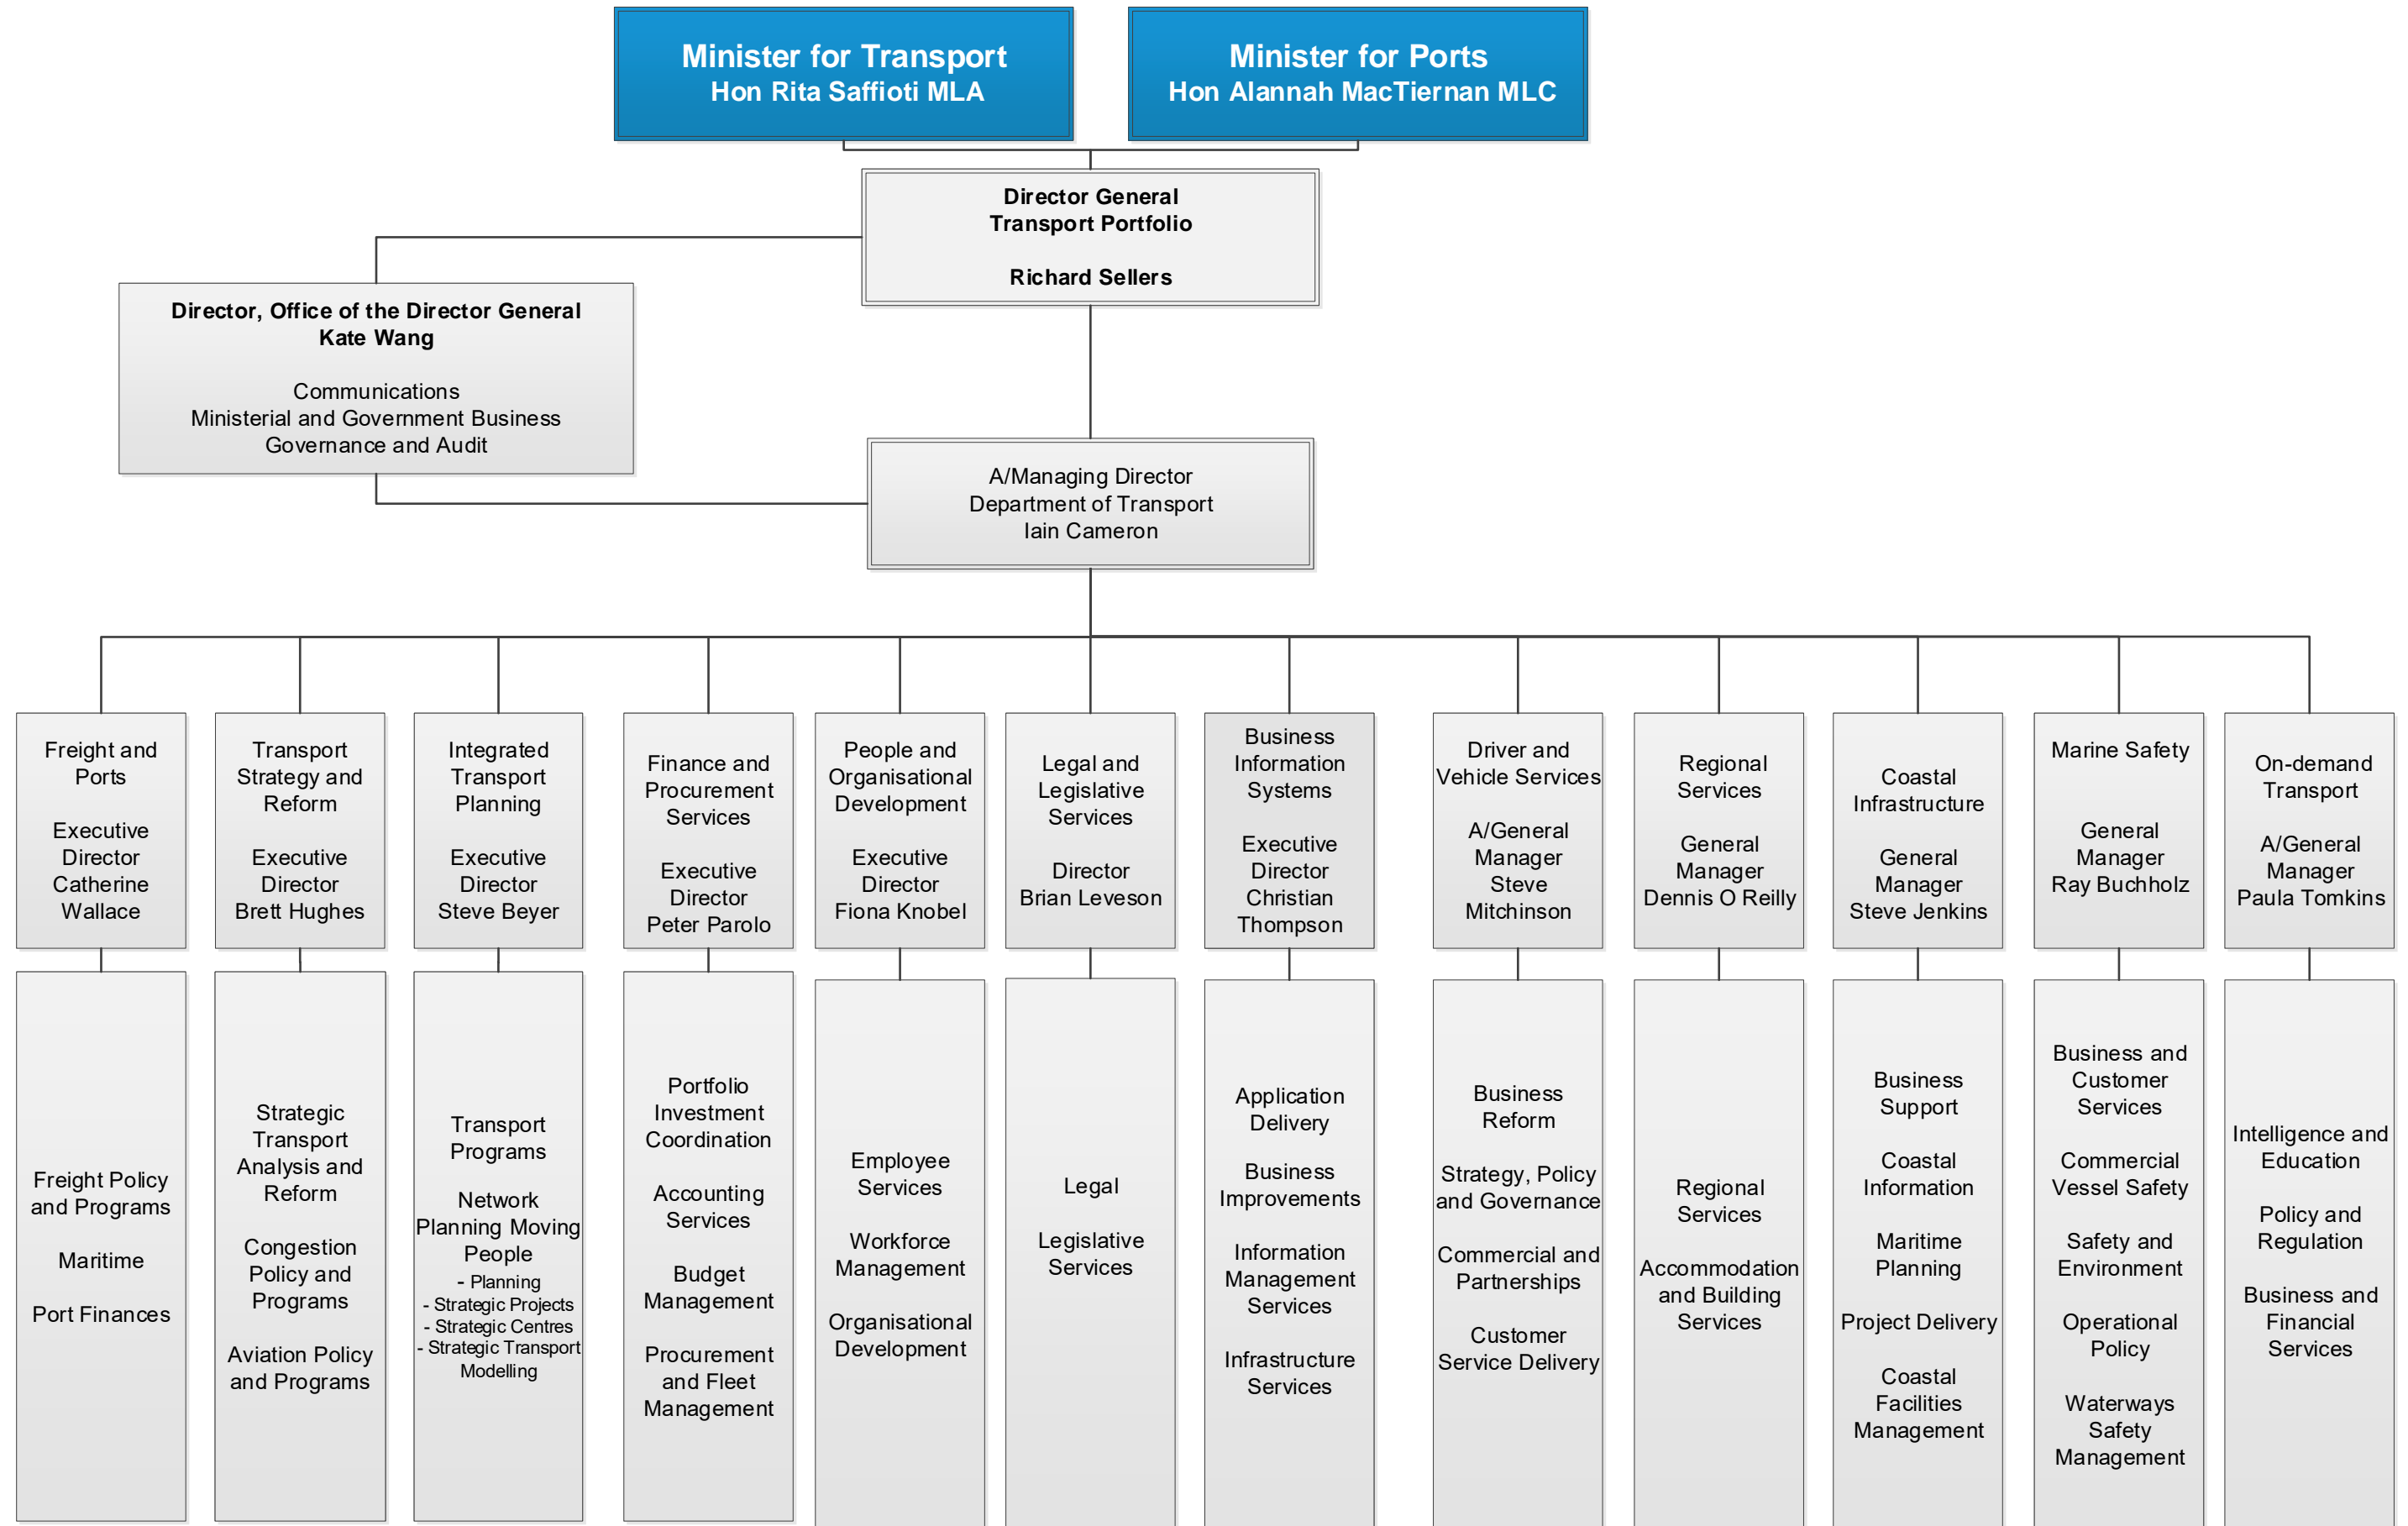 Minister for Transport
Hon Rita Saffioti MLA
Minister for Ports
Hon Alannah MacTiernan MLC
Director General
Transport Portfolio
Richard Sellers
Director, Office of the Director General
Kate Wang
Communications
Ministerial and Government Business
Governance and Audit
A/Managing Director
Department of Transport
Iain Cameron
Freight and
Ports
Executive
Director
Catherine
Wallace
Transport
Strategy and
Reform
Executive
Director
Brett Hughes
Integrated
Transport
Planning
Executive
Director
Steve Beyer
Finance and
Procurement
Services
Executive
Director
Peter Parolo
People and
Organisational
Development
Executive
Director
Fiona Knobel
Legal and
Legislative
Services
Director
Brian Leveson
Business
Information
Systems
Executive
Director
Christian
Thompson
Driver and
Vehicle Services
A/General
Manager
Steve
Mitchinson
Regional
Services
General
Manager
Dennis O Reilly
Coastal
Infrastructure
General
Manager
Steve Jenkins
Marine Safety
General
Manager
Ray Buchholz
On-demand
Transport
A/General
Manager
Paula Tomkins
Freight Policy
and Programs
Maritime
Port Finances
Strategic
Transport
Analysis and
Reform
Congestion
Policy and
Programs
Aviation Policy
and Programs
Transport
Programs
Network
Planning Moving
People
- Planning
- Strategic Projects
- Strategic Centres
- Strategic Transport
Modelling
Portfolio
Investment
Coordination
Accounting
Services
Budget
Management
Procurement
and Fleet
Management
Employee
Services
Workforce
Management
Organisational
Development
Legal
Legislative
Services
Application
Delivery
Business
Improvements
Information
Management
Services
Infrastructure
Services
Business
Reform
Strategy, Policy
and Governance
Commercial and
Partnerships
Customer
Service Delivery
Regional
Services
Accommodation
and Building
Services
Business
Support
Coastal
Information
Maritime
Planning
Project Delivery
Coastal
Facilities
Management
Business and
Customer
Services
Commercial
Vessel Safety
Safety and
Environment
Operational
Policy
Waterways
Safety
Management
Intelligence and
Education
Policy and
Regulation
Business and
Financial
Services